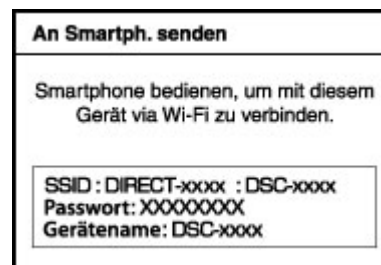 An Smartph. senden
Smartphone bedienen, um mit diesem
Gerät via Wi-Fi zu verbinden.
SSID : DIRECT-xxxx : DSC-xxxx
Passwort: XXXXXXXX
Gerätename: DSC-xxxx